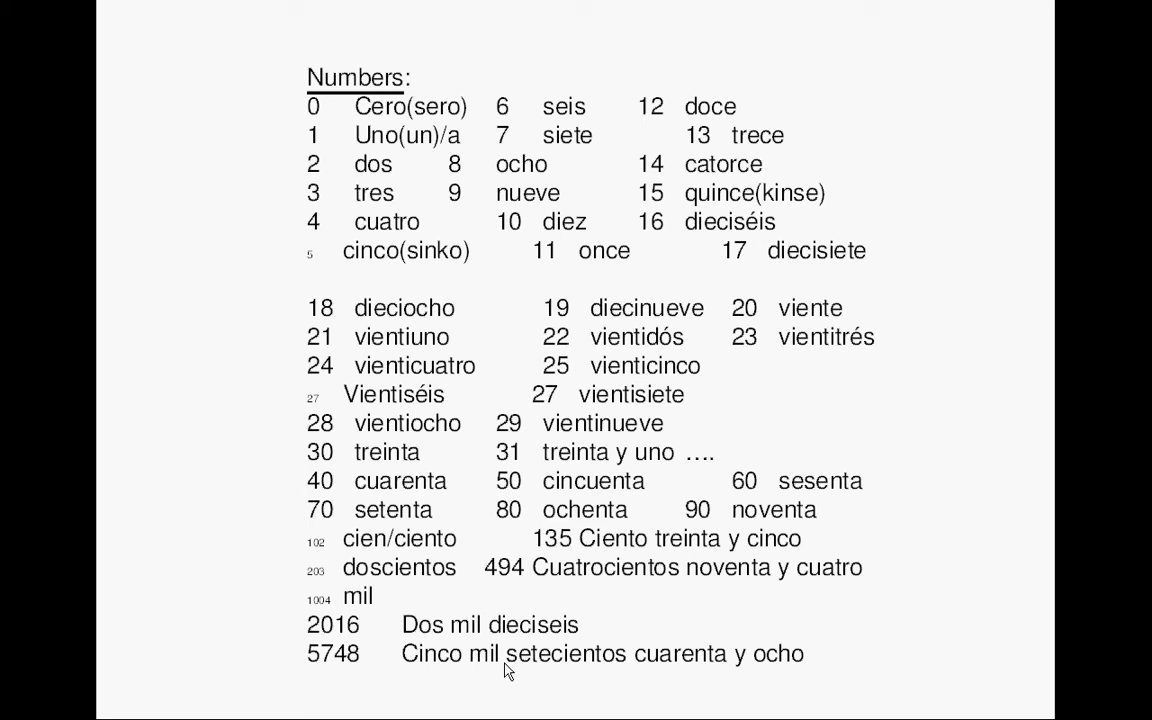 Numbers:
0 Cero(sero) 6 seis 12 doce
1 Uno(un)/a 7 siete 13 trece
2 dos 8 ocho 14 catorce
3 tres 9 nueve 15 quince(kinse)
4 cuatro 10 diez 16 dieciséis
5 cinco(sinko) 11 once 17 diecisiete
18 dieciocho 19 diecinueve 20 viente
21 vientiuno 22 vientidós 23 vientitrés
24 vienticuatro 25 vienticinco
27 Vientiséis 27 vientisiete
28 vientiocho 29 vientinueve
30 treinta 31 treinta y uno ....
40 cuarenta 50 cincuenta 60 sesenta
70 setenta 80 ochenta 90 noventa
102 cien/ciento 135 Ciento treinta y cinco
203 doscientos 494 Cuatrocientos noventa y cuatro
1004 mil
2016 Dos mil dieciseis
5748 Cinco mil setecientos cuarenta y ocho